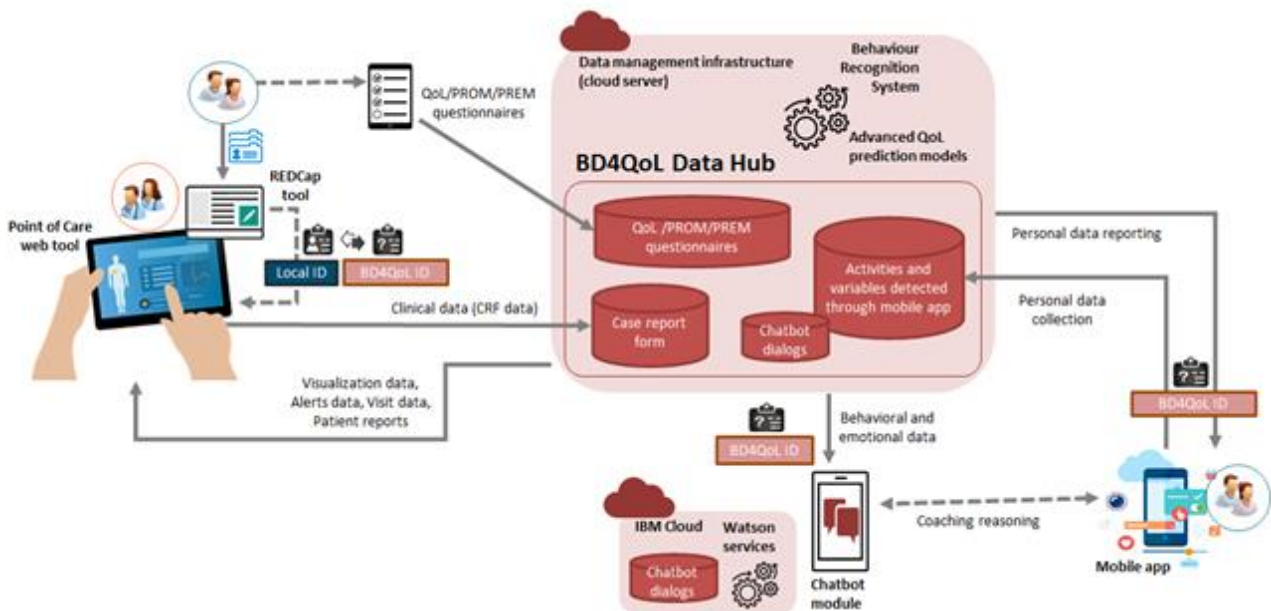 Data management infrastructure
(cloud server)
Behaviour
Recognition
System
Advanced QoL
prediction models
BD4QoL Data Hub
QoL/PROM/PREM
questionnaires
REDCap
tool
Point of Care
web tool
Local ID
BD4QoL ID
Clinical data (CRF data)
QoL /PROM/PREM
questionnaires
Activities and
variables detected
through mobile app
Case report
form
Chatbot
dialogs
Personal data reporting
Personal data
collection
BD4QoL ID
Visualization data,
Alerts data, Visit data,
Patient reports
BD4QoL ID
Behavioral and
emotional data
IBM Cloud
Watson
services
Chatbot
dialogs
Chatbot
module
Coaching reasoning
Mobile app